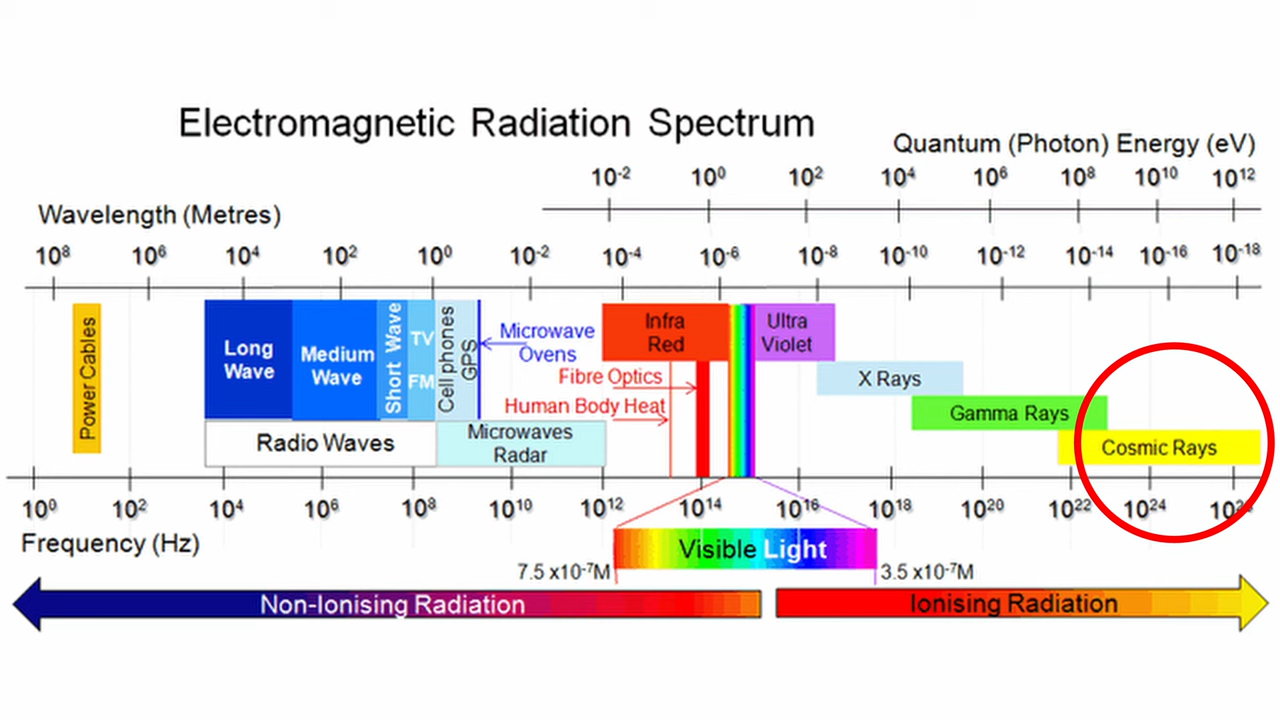 Electromagnetic Radiation Spectrum
Quantum (Photon) Energy (eV)
10⁻² 10⁰ 10² 10⁴ 10⁶ 10⁸ 10¹⁰ 10¹²
Wavelength (Metres)
10⁸ 10⁶ 10⁴ 10² 10⁰ 10⁻² 10⁻⁴ 10⁻⁶ 10⁻⁸ 10⁻¹⁰ 10⁻¹² 10⁻¹⁴ 10⁻¹⁶ 10⁻¹⁸
Power Cables
Long
Wave
Medium
Wave
Short Wave
TV
FM
Cell phones
GPS
Microwave
Ovens
Infra
Red
Ultra
Violet
Fibre Optics
Human Body Heat
X Rays
Gamma Rays
Cosmic Rays
Radio Waves
Microwaves
Radar
10⁰ 10² 10⁴ 10⁶ 10⁸ 10¹⁰ 10¹² 10¹⁴ 10¹⁶ 10¹⁸ 10²⁰ 10²² 10²⁴
Frequency (Hz)
Visible Light
7.5 x10⁻⁷M
3.5 x10⁻⁷M
Non-Ionising Radiation
Ionising Radiation